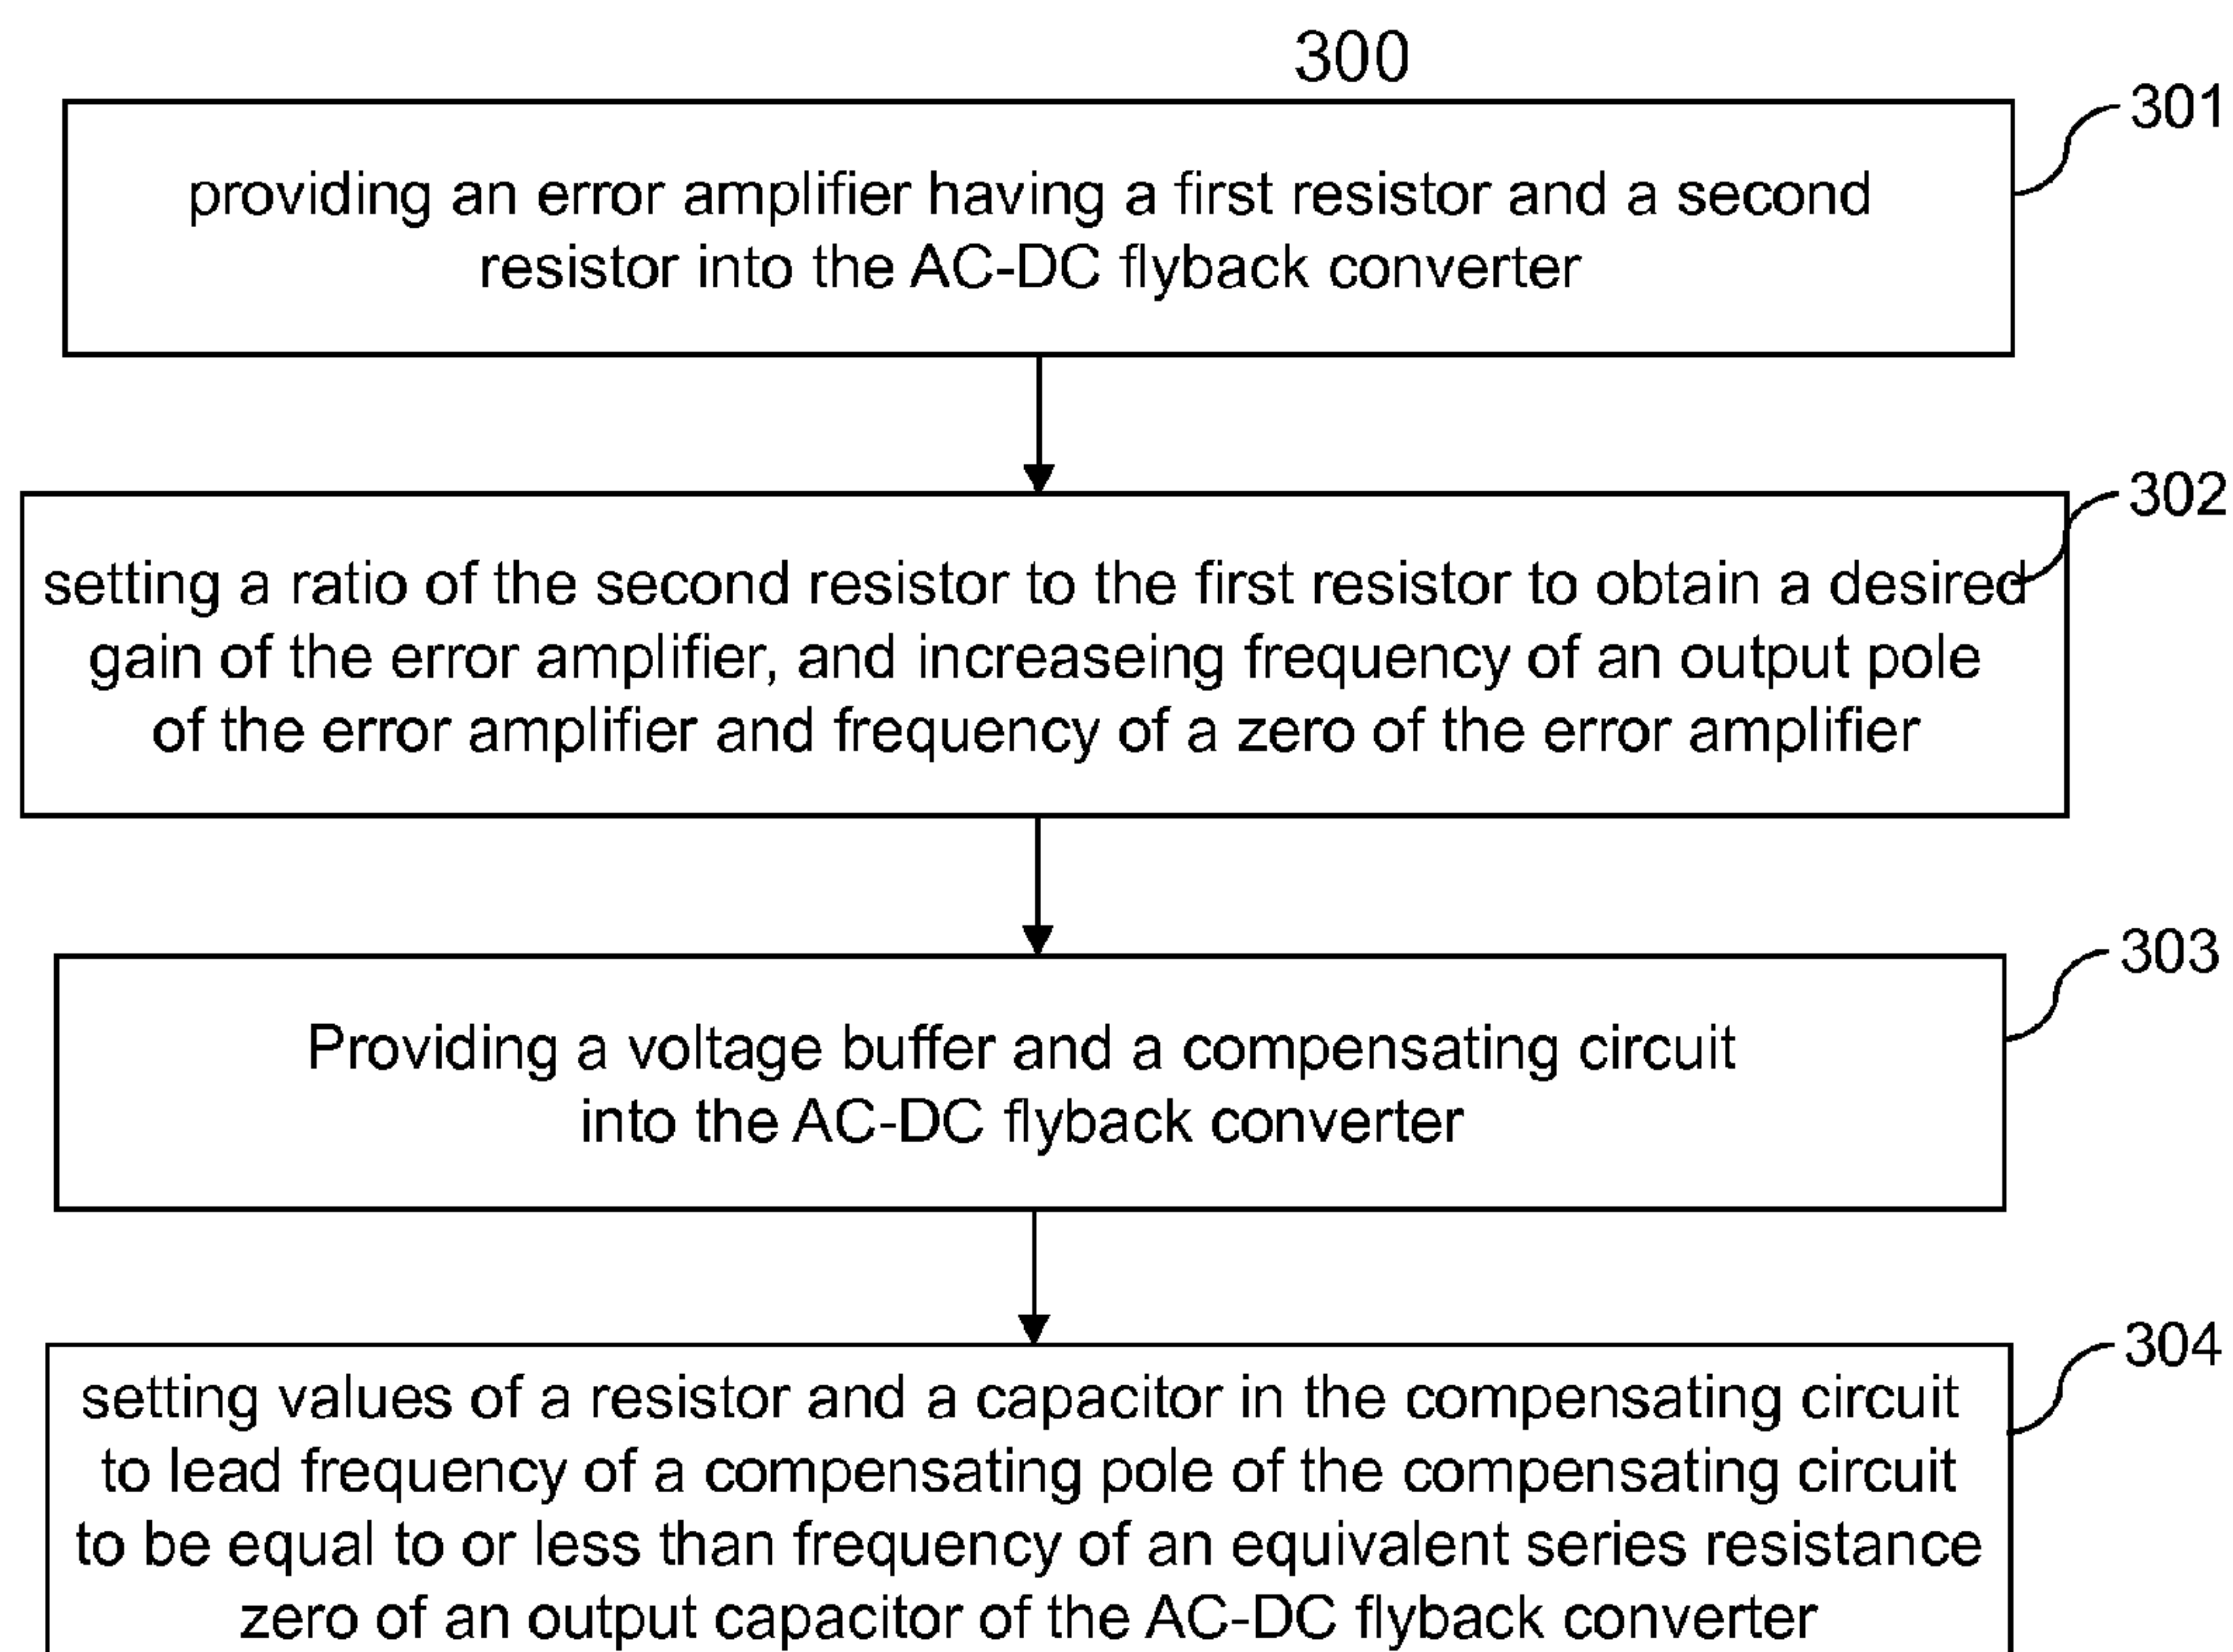 300
301
providing an error amplifier having a first resistor and a second
resistor into the AC-DC flyback converter
302
setting a ratio of the second resistor to the first resistor to obtain a desired
gain of the error amplifier, and increaseing frequency of an output pole
of the error amplifier and frequency of a zero of the error amplifier
303
Providing a voltage buffer and a compensating circuit
into the AC-DC flyback converter
304
setting values of a resistor and a capacitor in the compensating circuit
to lead frequency of a compensating pole of the compensating circuit
to be equal to or less than frequency of an equivalent series resistance
zero of an output capacitor of the AC-DC flyback converter